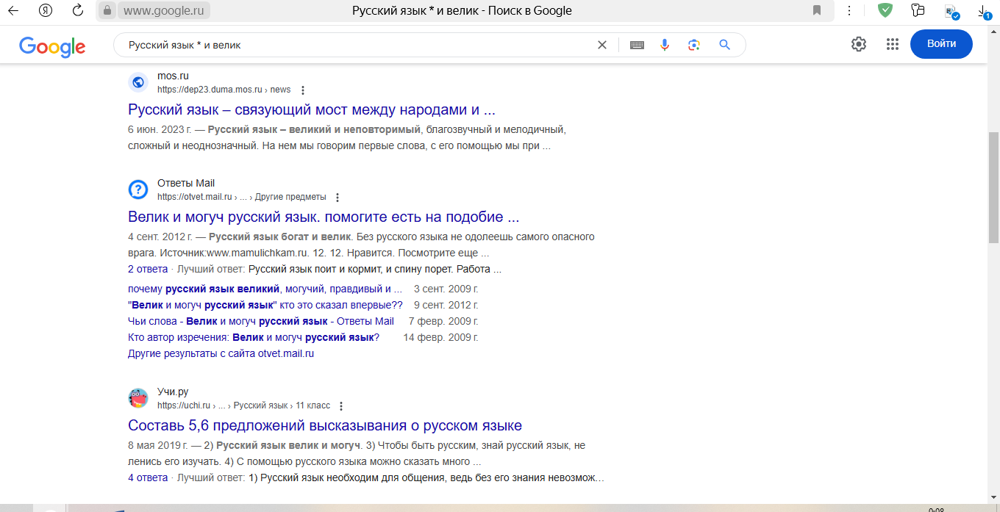 Я www.google.ru Русский язык * и велик - Поиск в Google 1
Google Русский язык * и велик Войти
mos.ru
https://dep23.duma.mos.ru › news
Русский язык – связующий мост между народами и ...
6 июн. 2023 г. — Русский язык – великий и неповторимый, благозвучный и мелодичный,
сложный и неоднозначный. На нем мы говорим первые слова, с его помощью мы при ...
Ответы Mail
https://otvet.mail.ru › ... › Другие предметы
Велик и могуч русский язык. помогите есть на подобие ...
4 сент. 2012 г. — Русский язык богат и велик. Без русского языка не одолеешь самого опасного
врага. Источник:www.mamulichkam.ru. 12. 12. Нравится. Посмотрите еще ...
2 ответа · Лучший ответ: Русский язык поит и кормит, и спину порет. Работа ...
почему русский язык великий, могучий, правдивый и ... 3 сент. 2009 г.
"Велик и могуч русский язык" кто это сказал впервые?? 9 сент. 2012 г.
Чьи слова - Велик и могуч русский язык - Ответы Mail 7 февр. 2009 г.
Кто автор изречения: Велик и могуч русский язык? 14 февр. 2009 г.
Другие результаты с сайта otvet.mail.ru
Учи.ру
https://uchi.ru › ... › Русский язык › 11 класс
Составь 5,6 предложений высказывания о русском языке
8 мая 2019 г. — 2) Русский язык велик и могуч. 3) Чтобы быть русским, знай русский язык, не
ленись его изучать. 4) С помощью русского языка можно сказать много ...
4 ответа · Лучший ответ: 1) Русский язык необходим для общения, ведь без его знания невозмож...